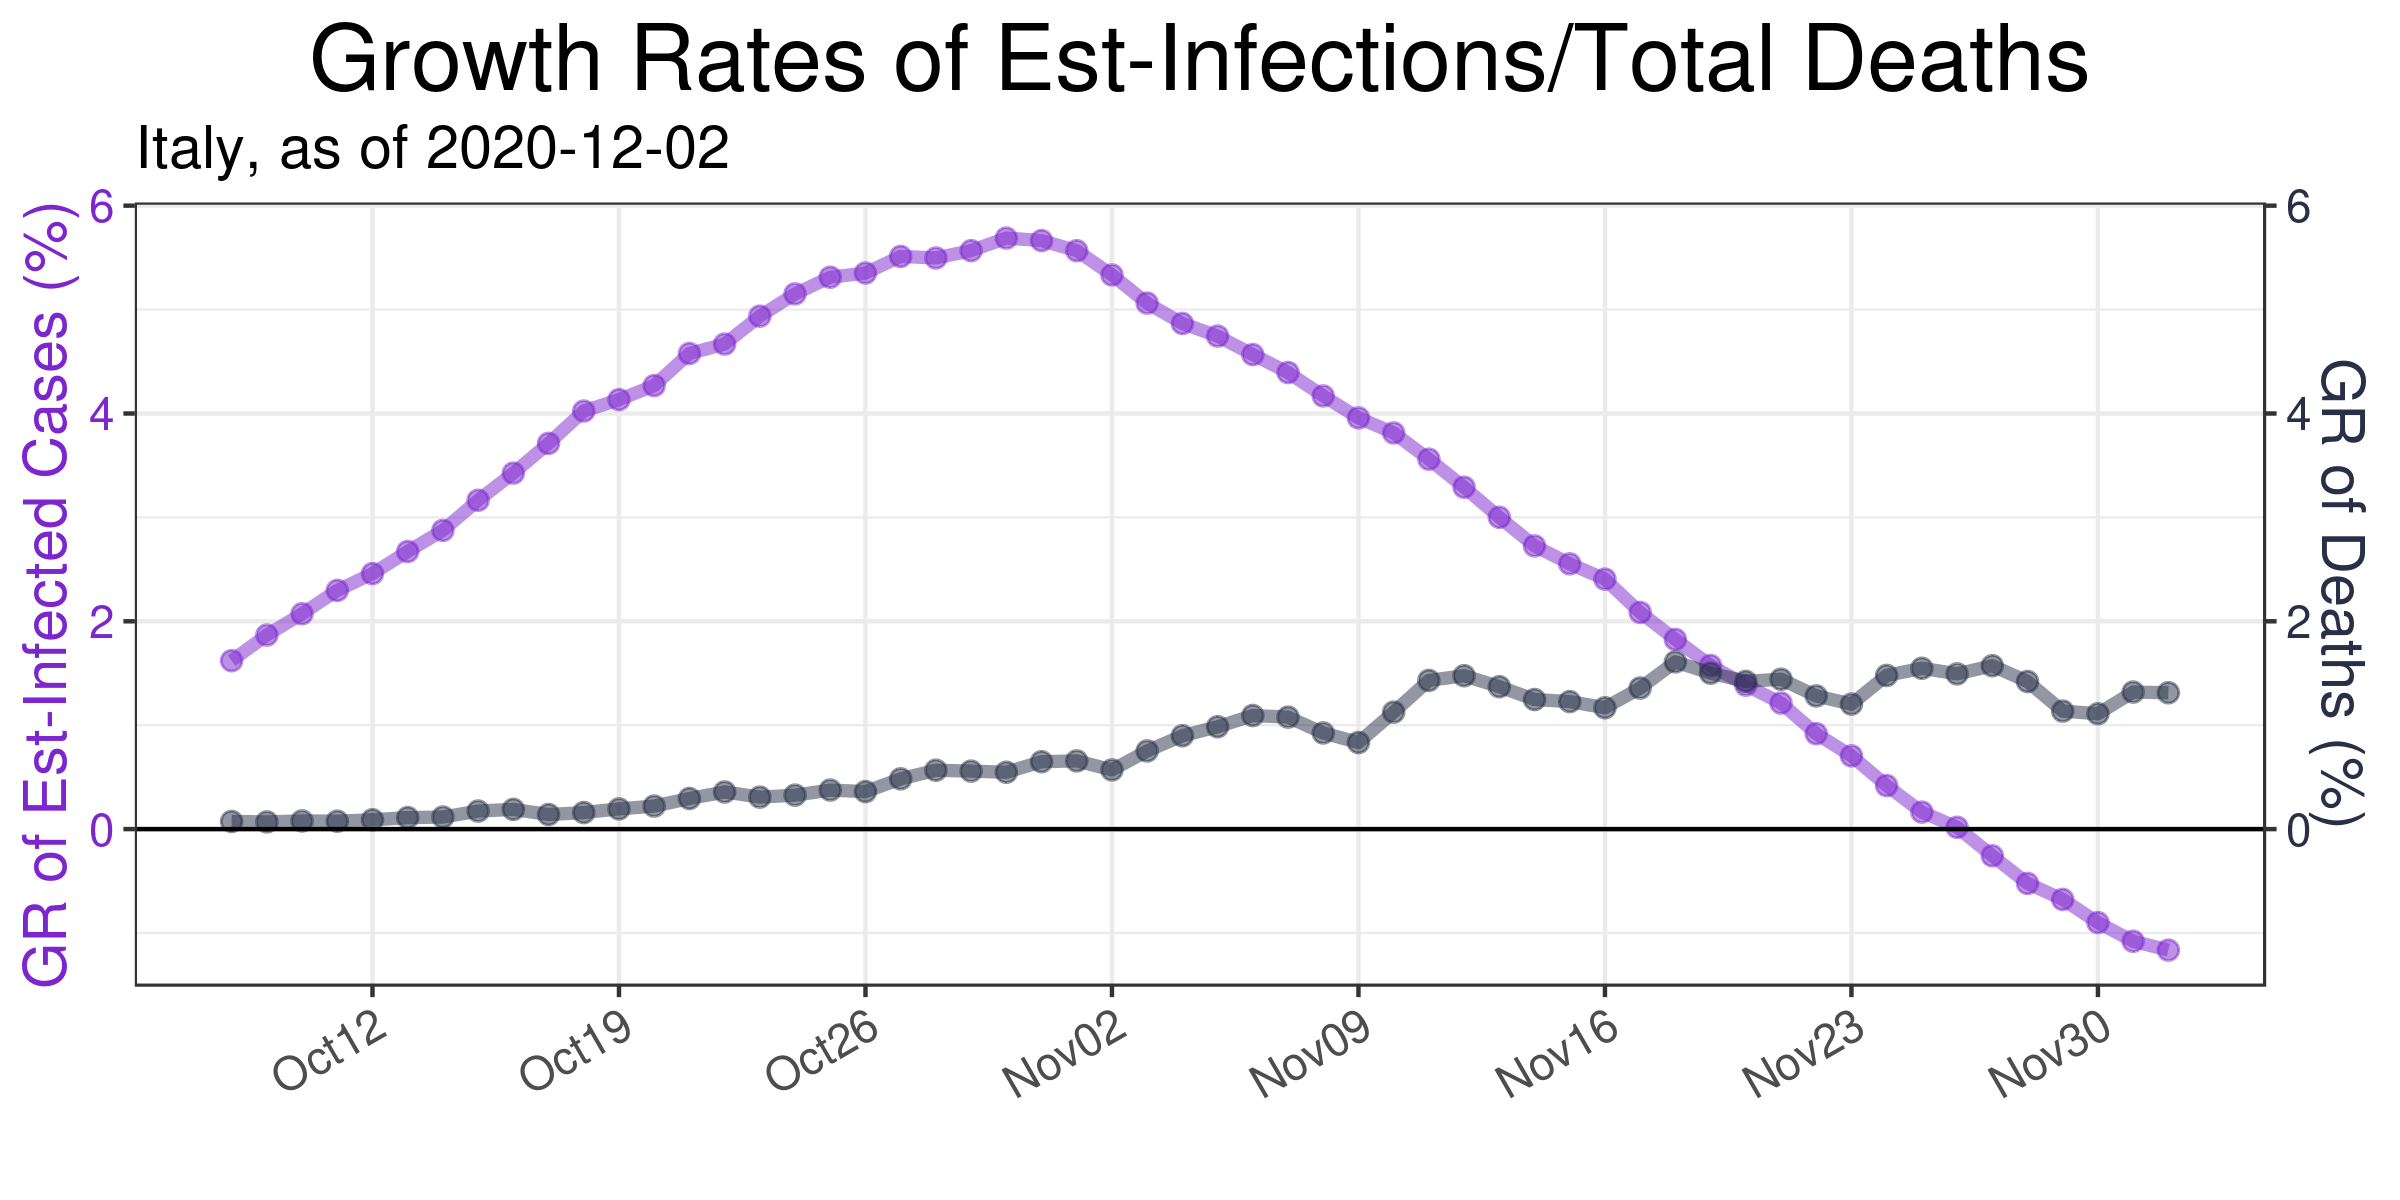 Growth Rates of Est-Infections/Total Deaths
Italy, as of 2020-12-02
GR of Est-Infected Cases (%)
6
4
2
0
6
4
2
0
GR of Deaths (%)
Oct12
Oct19
Oct26
Nov02
Nov09
Nov16
Nov23
Nov30